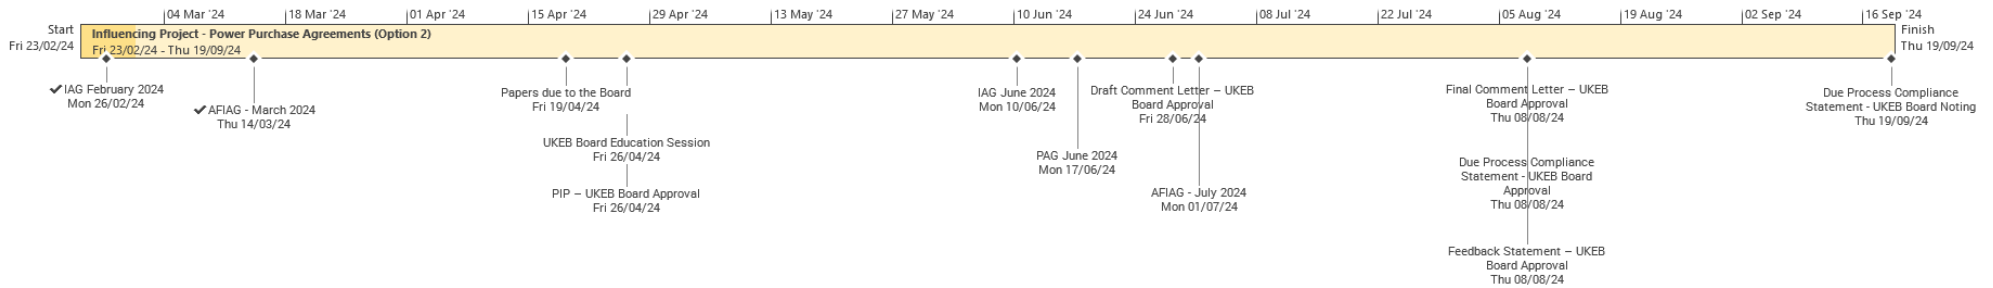 04 Mar '24
18 Mar '24
01 Apr '24
15 Apr '24
29 Apr '24
13 May '24
27 May '24
10 Jun '24
24 Jun '24
08 Jul '24
22 Jul '24
05 Aug '24
19 Aug '24
02 Sep '24
16 Sep '24
Start
Fri 23/02/24
Influencing Project - Power Purchase Agreements (Option 2)
Fri 23/02/24 - Thu 19/09/24
Finish
Thu 19/09/24
IAG February 2024
Mon 26/02/24
AFIAG - March 2024
Thu 14/03/24
Papers due to the Board
Fri 19/04/24
UKEB Board Education Session
Fri 26/04/24
PIP – UKEB Board Approval
Fri 26/04/24
IAG June 2024
Mon 10/06/24
PAG June 2024
Mon 17/06/24
Draft Comment Letter – UKEB
Board Approval
Fri 28/06/24
AFIAG - July 2024
Mon 01/07/24
Final Comment Letter – UKEB
Board Approval
Thu 08/08/24
Due Process Compliance
Statement - UKEB Board
Approval
Thu 08/08/24
Feedback Statement – UKEB
Board Approval
Thu 08/08/24
Due Process Compliance
Statement - UKEB Board Noting
Thu 19/09/24